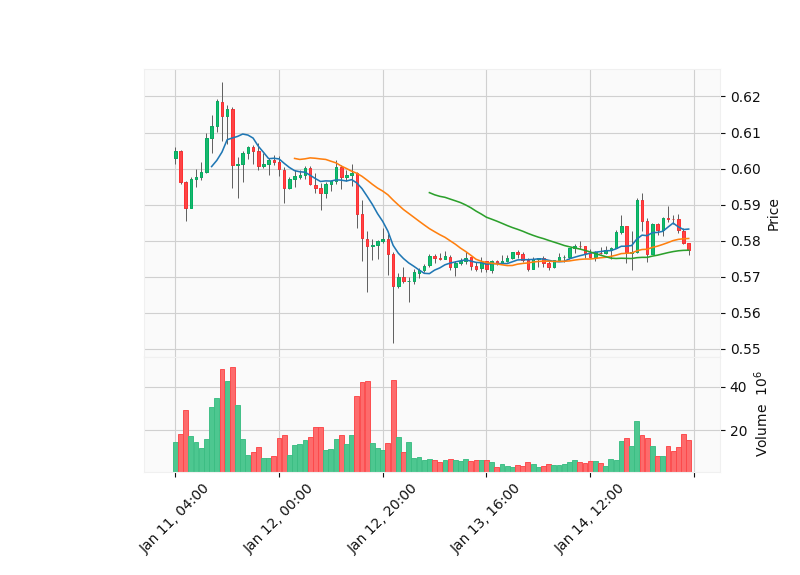 0.62
0.61
0.60
0.59
0.58
0.57
0.56
0.55
Price
40
20
Volume 10^6
Jan 11, 04:00
Jan 12, 00:00
Jan 12, 20:00
Jan 13, 16:00
Jan 14, 12:00